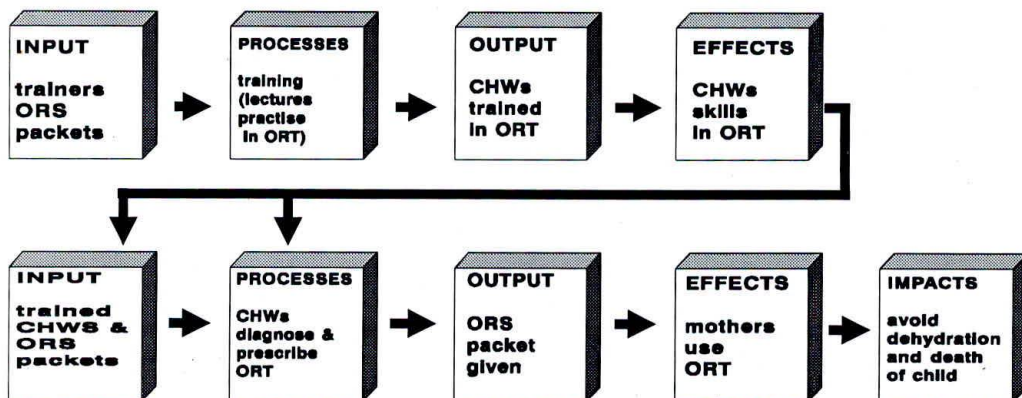 INPUT
trainers
ORS
packets
PROCESSES
training
(lectures
practise
in ORT)
OUTPUT
CHWs
trained
in ORT
EFFECTS
CHWs
skills
in ORT
INPUT
trained
CHWS &
ORS
packets
PROCESSES
CHWs
diagnose &
prescribe
ORT
OUTPUT
ORS
packet
given
EFFECTS
mothers
use
ORT
IMPACTS
avoid
dehydration
and death
of child